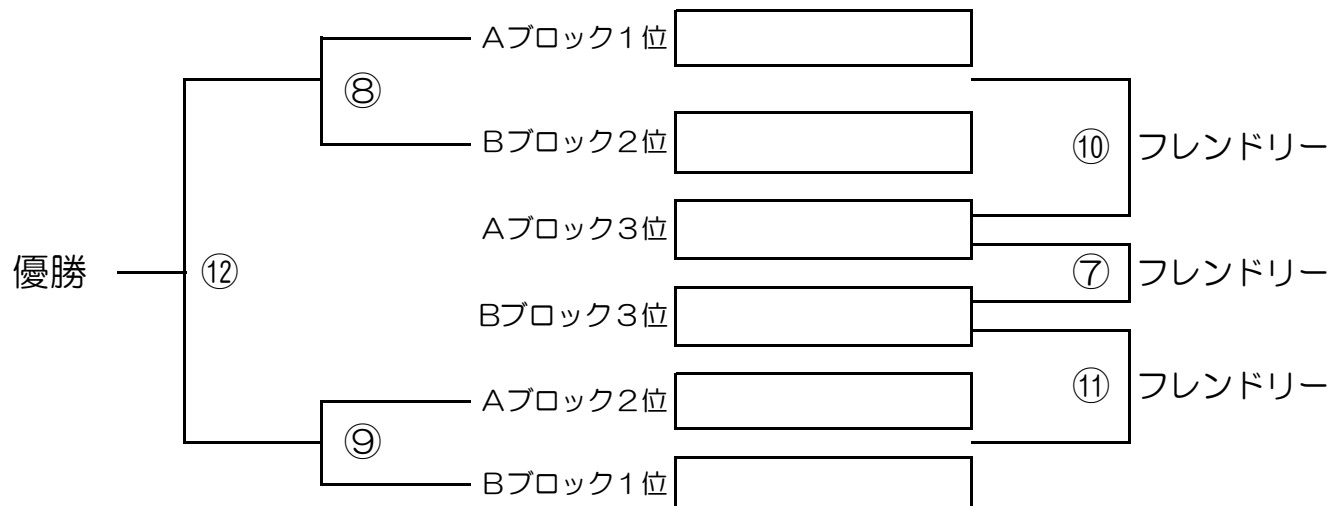 Aブロック1位
⑧
Bブロック2位
⑩ フレンドリー
Aブロック3位
優勝 ⑫ ⑦ フレンドリー
Bブロック3位
Aブロック2位 ⑪ フレンドリー
⑨
Bブロック1位